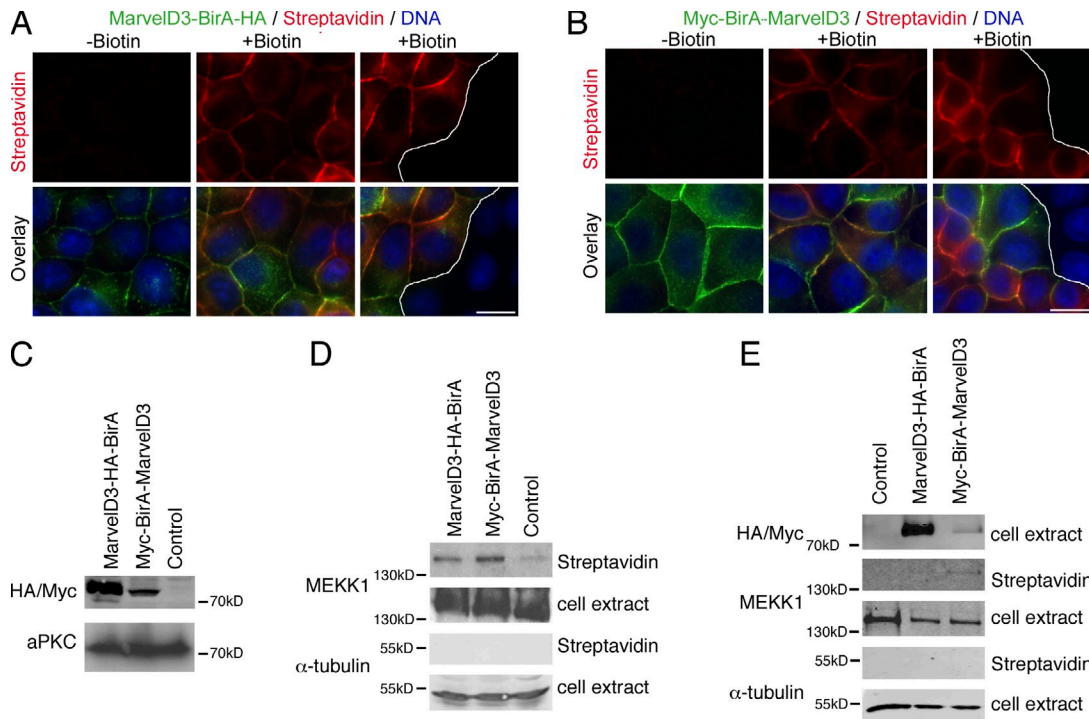 A
MarvelD3-BirA-HA / Streptavidin / DNA
-Biotin +Biotin +Biotin
Streptavidin
Overlay
B
Myc-BirA-MarvelD3 / Streptavidin / DNA
-Biotin +Biotin +Biotin
Streptavidin
Overlay
C
MarvelD3-HA-BirA
Myc-BirA-MarvelD3
Control
HA/Myc
-70kD
aPKC
-70kD
D
MarvelD3-HA-BirA
Myc-BirA-MarvelD3
Control
Streptavidin
130kD
MEKK1
cell extract
130kD
55kD Streptavidin
α-tubulin
55kD cell extract
E
Control
MarvelD3-HA-BirA
Myc-BirA-MarvelD3
HA/Myc cell extract
70kD
Streptavidin
130kD
MEKK1
cell extract
130kD
55kD Streptavidin
α-tubulin
55kD cell extract